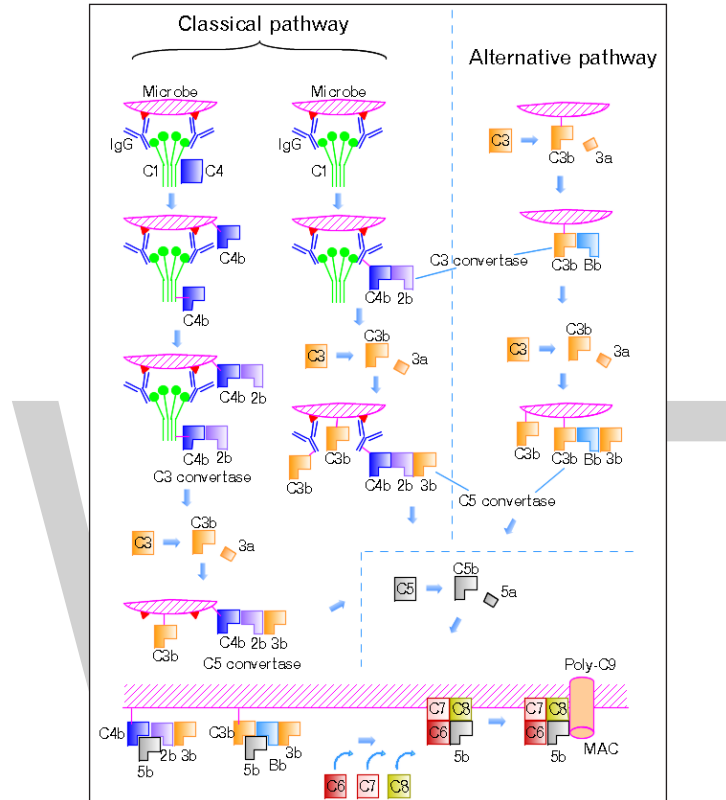 Classical pathway
Alternative pathway
Microbe
Microbe
IgG
C1
C4
IgG
C1
C3
C3b
3a
C4b
C4b
C3 convertase
C4b 2b
C3b Bb
C3
C3b
3a
C3
C3b
3a
C4b 2b
C4b 2b
C3 convertase
C3b
C3b
C4b 2b 3b
C3b
C3b Bb 3b
C5 convertase
C3
C3b
3a
C5
C5b
5a
C3b
C4b 2b 3b
C5 convertase
Poly-C9
C4b
2b 3b
5b
C3b
3b
5b Bb
C6 C7 C8
C7 C8
C6
5b
C7 C8
C6
5b
MAC